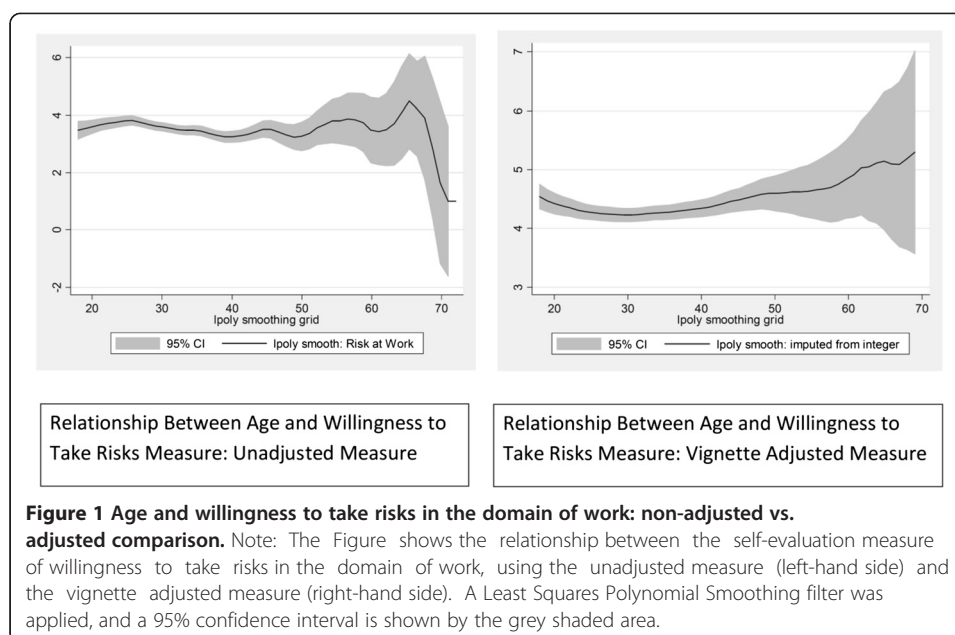 6
4
2
0
-2
20 30 40 50 60 70
lpoly smoothing grid
95% CI lpoly smooth: Risk at Work
7
6
5
4
3
20 30 40 50 60 70
lpoly smoothing grid
95% CI lpoly smooth: imputed from integer
Relationship Between Age and Willingness to
Take Risks Measure: Unadjusted Measure
Relationship Between Age and Willingness to
Take Risks Measure: Vignette Adjusted Measure
Figure 1 Age and willingness to take risks in the domain of work: non-adjusted vs.
adjusted comparison. Note: The Figure shows the relationship between the self-evaluation measure
of willingness to take risks in the domain of work, using the unadjusted measure (left-hand side) and
the vignette adjusted measure (right-hand side). A Least Squares Polynomial Smoothing filter was
applied, and a 95% confidence interval is shown by the grey shaded area.